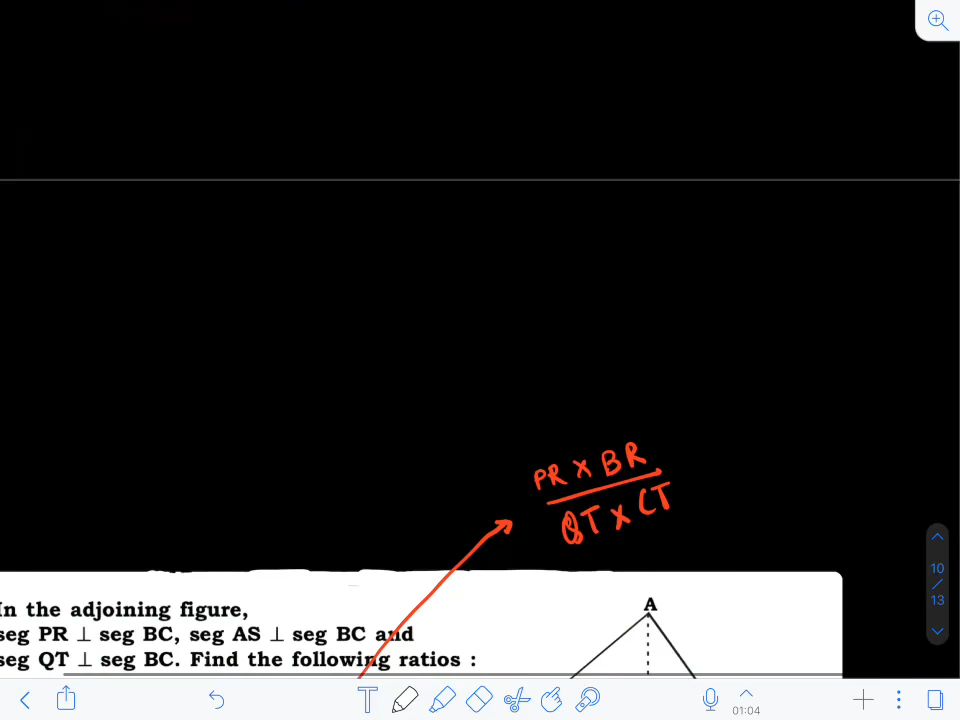 PR × BR
QT × CT
In the adjoining figure,
seg PR ⊥ seg BC, seg AS ⊥ seg BC and
seg QT ⊥ seg BC. Find the following ratios :
A
10
/
13
T
01:04